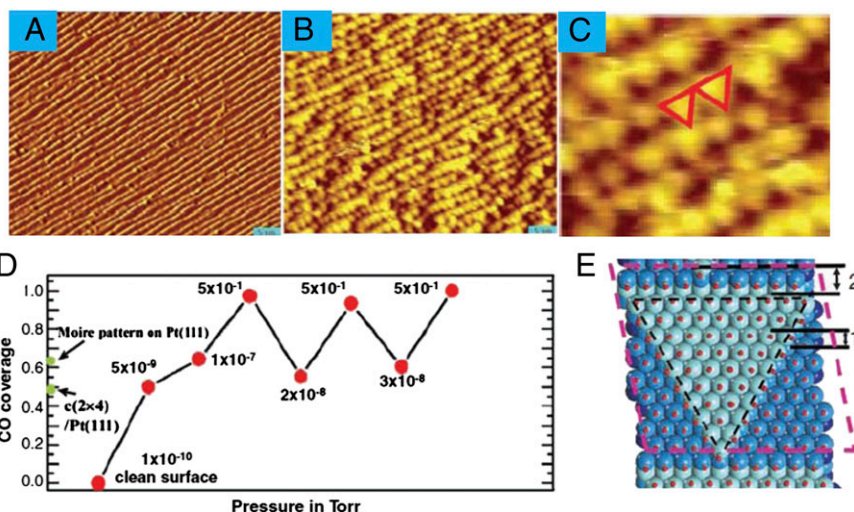 A
B
C
D
E
CO coverage
1.0
0.8
0.6
0.4
0.2
0.0
Moire pattern on Pt(111)
c(2×4)
/Pt(111)
5x10-9
1x10-7
5x10-1
5x10-1
5x10-1
2x10-8
3x10-8
1x10-10
clean surface
Pressure in Torr
2